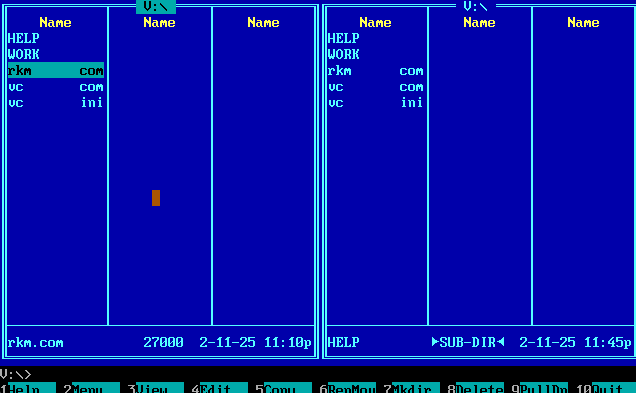 V:\ V:\
Name Name Name Name Name Name
HELP HELP
WORK WORK
rkm com rkm com
vc com vc com
vc ini vc ini
rkm.com 27000 2-11-25 11:10p HELP ►SUB-DIR◄ 2-11-25 11:45p
V:\>
1Help 2Menu 3View 4Edit 5Copy 6RenMov 7Mkdir 8Delete 9PullDn 10Quit